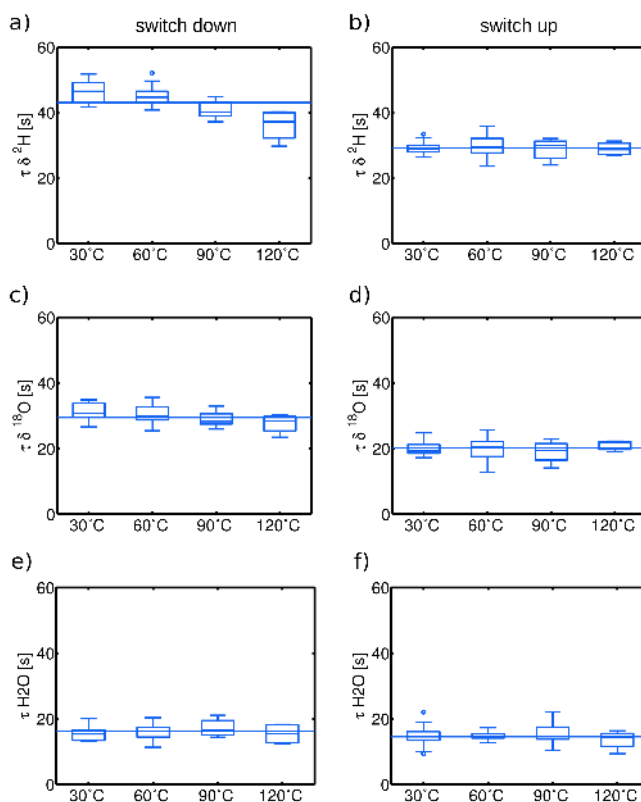 a) switch down
b) switch up
60
40
20
0
τ δ ²H [s]
30°C 60°C 90°C 120°C
60
40
20
0
τ δ ²H [s]
30°C 60°C 90°C 120°C
c)
60
40
20
0
τ δ ¹⁸O [s]
30°C 60°C 90°C 120°C
d)
60
40
20
0
τ δ ¹⁸O [s]
30°C 60°C 90°C 120°C
e)
60
40
20
0
τ H2O [s]
30°C 60°C 90°C 120°C
f)
60
40
20
0
τ H2O [s]
30°C 60°C 90°C 120°C